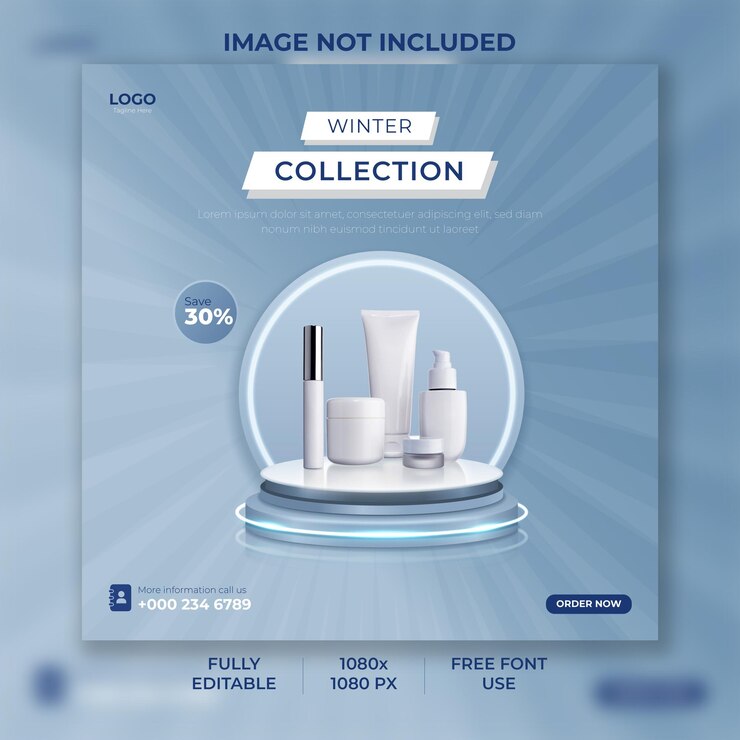 IMAGE NOT INCLUDED
LOGO
Tagline Here
WINTER
COLLECTION
Lorem ipsum dolor sit amet, consectetuer adipiscing elit, sed diam
nonum nibh euismod tincidunt ut laoreet
Save
30%
More information call us
+000 234 6789
ORDER NOW
FULLY
EDITABLE
1080x
1080 PX
FREE FONT
USE